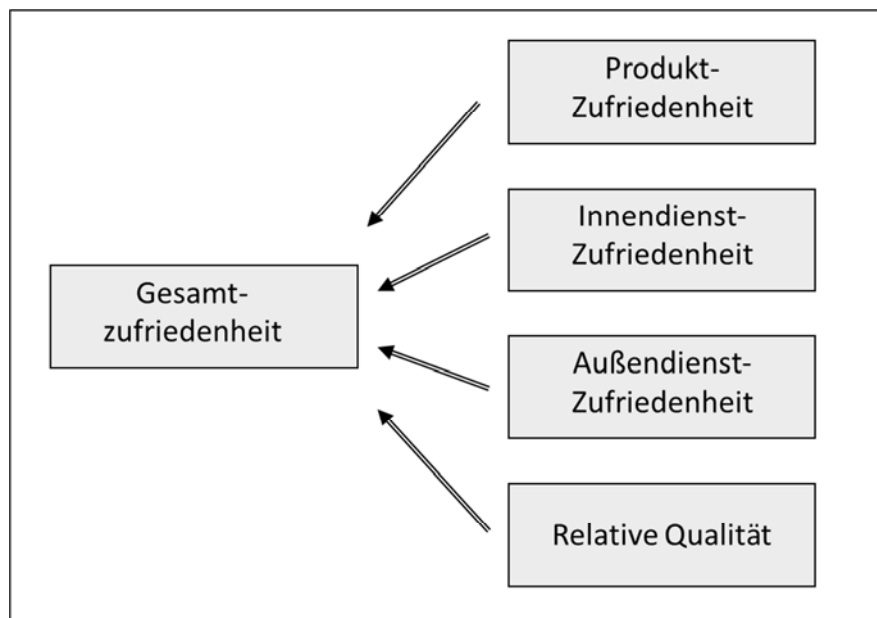 Produkt-
Zufriedenheit
Innendienst-
Zufriedenheit
Gesamt-
zufriedenheit
Außendienst-
Zufriedenheit
Relative Qualität